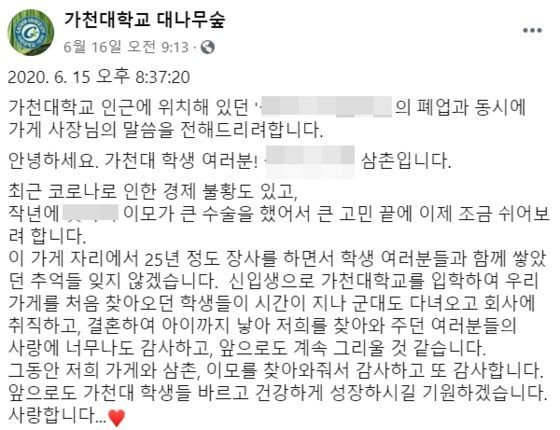 가천대학교 대나무숲
6월 16일 오전 9:13
2020. 6. 15 오후 8:37:20
가천대학교 인근에 위치해 있던 '의 폐업과 동시에
가게 사장님의 말씀을 전해드리려합니다.
안녕하세요. 가천대 학생 여러분! 삼촌입니다.
최근 코로나로 인한 경제 불황도 있고,
작년에 이모가 큰 수술을 했어서 큰 고민 끝에 이제 조금 쉬어보
려 합니다.
이 가게 자리에서 25년 정도 장사를 하면서 학생 여러분들과 함께 쌓았
던 추억들 잊지 않겠습니다. 신입생으로 가천대학교를 입학하여 우리
가게를 처음 찾아오던 학생들이 시간이 지나 군대도 다녀오고 회사에
취직하고, 결혼하여 아이까지 낳아 저희를 찾아와 주던 여러분들의
사랑에 너무나도 감사하고, 앞으로도 계속 그리울 것 같습니다.
그동안 저희 가게와 삼촌, 이모를 찾아와줘서 감사하고 또 감사합니다.
앞으로도 가천대 학생들 바르고 건강하게 성장하시길 기원하겠습니다.
사랑합니다...❤️